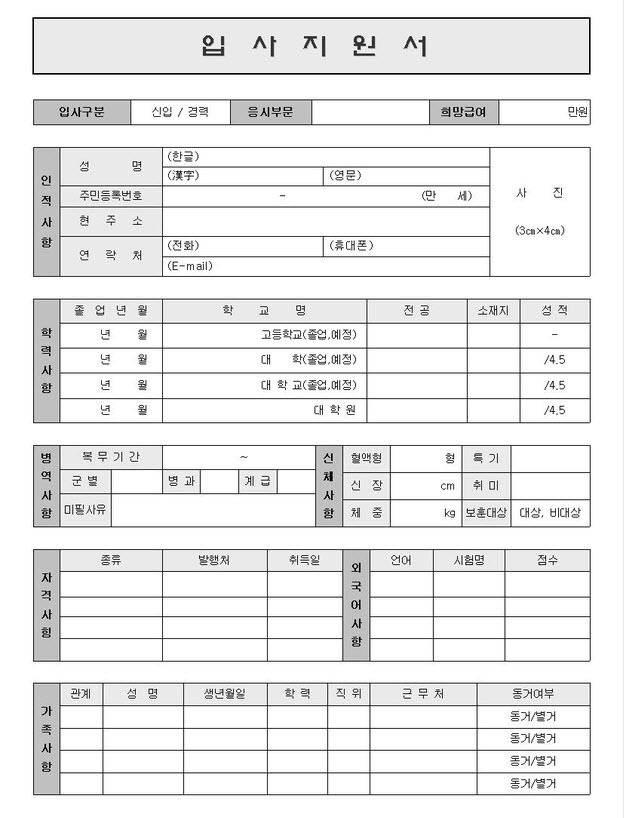 입 사 지 원 서
입사구분 신입 / 경력 응시부문 희망급여 만원
인적사항
성 명 (한글)
(漢字) (영문)
주민등록번호 - (만 세)
현 주 소
연 락 처 (전화) (휴대폰)
(E-mail)
사 진
(3㎝×4㎝)
학력사항
졸 업 년 월 학 교 명 전 공 소재지 성 적
년 월 고등학교(졸업,예정) -
년 월 대 학(졸업,예정) /4.5
년 월 대 학 교(졸업,예정) /4.5
년 월 대 학 원 /4.5
병역사항
복 무 기 간 ~
군 별 병 과 계 급
미필사유
신체사항
혈액형 형 특 기
신 장 cm 취 미
체 중 kg 보훈대상 대상, 비대상
자격사항
종류 발행처 취득일
외국어사항
언어 시험명 점수
가족사항
관계 성 명 생년월일 학 력 직 위 근 무 처 동거여부
동거/별거
동거/별거
동거/별거
동거/별거